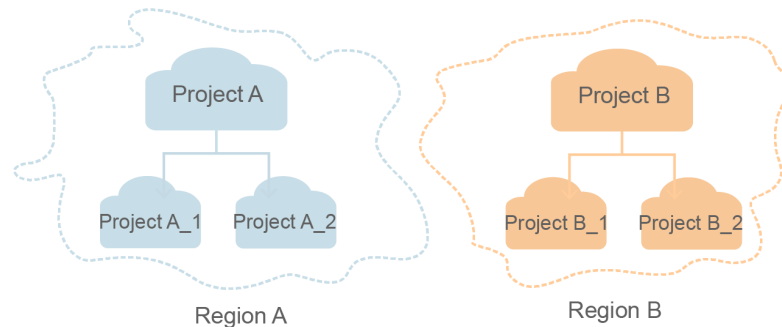 Project A
Project A_1
Project A_2
Region A
Project B
Project B_1
Project B_2
Region B